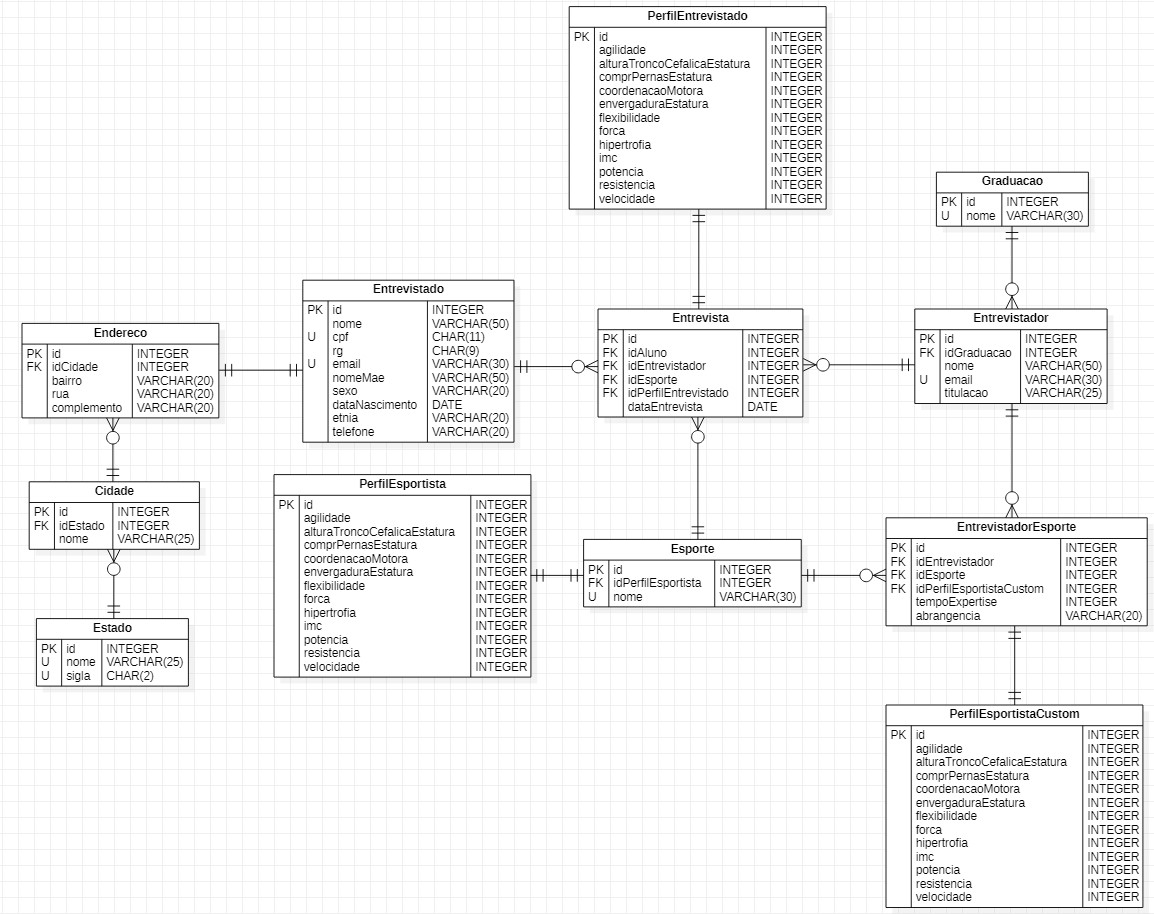 PerfilEntrevistado
PK id INTEGER
agilidade INTEGER
alturaTroncoCefalicaEstatura INTEGER
comprPernasEstatura INTEGER
coordenacaoMotora INTEGER
envergaduraEstatura INTEGER
flexibilidade INTEGER
forca INTEGER
hipertrofia INTEGER
imc INTEGER
potencia INTEGER
resistencia INTEGER
velocidade INTEGER
Graduacao
PK id INTEGER
U nome VARCHAR(30)
Entrevistado
PK id INTEGER
nome VARCHAR(50)
U cpf CHAR(11)
rg CHAR(9)
U email VARCHAR(30)
nomeMae VARCHAR(50)
sexo VARCHAR(20)
dataNascimento DATE
etnia VARCHAR(20)
telefone VARCHAR(20)
Entrevista
PK id INTEGER
FK idAluno INTEGER
FK idEntrevistador INTEGER
FK idEsporte INTEGER
FK idPerfilEntrevistado INTEGER
dataEntrevista DATE
Entrevistador
PK id INTEGER
FK idGraduacao INTEGER
nome VARCHAR(50)
U email VARCHAR(30)
titulacao VARCHAR(25)
Endereco
PK id INTEGER
FK idCidade INTEGER
bairro VARCHAR(20)
rua VARCHAR(20)
complemento VARCHAR(20)
Cidade
PK id INTEGER
FK idEstado INTEGER
nome VARCHAR(25)
Estado
PK id INTEGER
U nome VARCHAR(25)
U sigla CHAR(2)
PerfilEsportista
PK id INTEGER
agilidade INTEGER
alturaTroncoCefalicaEstatura INTEGER
comprPernasEstatura INTEGER
coordenacaoMotora INTEGER
envergaduraEstatura INTEGER
flexibilidade INTEGER
forca INTEGER
hipertrofia INTEGER
imc INTEGER
potencia INTEGER
resistencia INTEGER
velocidade INTEGER
Esporte
PK id INTEGER
FK idPerfilEsportista INTEGER
U nome VARCHAR(30)
EntrevistadorEsporte
PK id INTEGER
FK idEntrevistador INTEGER
FK idEsporte INTEGER
FK idPerfilEsportistaCustom INTEGER
tempoExpertise INTEGER
abrangencia VARCHAR(20)
PerfilEsportistaCustom
PK id INTEGER
agilidade INTEGER
alturaTroncoCefalicaEstatura INTEGER
comprPernasEstatura INTEGER
coordenacaoMotora INTEGER
envergaduraEstatura INTEGER
flexibilidade INTEGER
forca INTEGER
hipertrofia INTEGER
imc INTEGER
potencia INTEGER
resistencia INTEGER
velocidade INTEGER